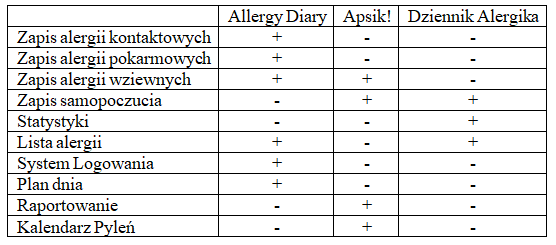 Allergy Diary Apsik! Dziennik Alergika
Zapis alergii kontaktowych + - -
Zapis alergii pokarmowych + - -
Zapis alergii wziewnych + + -
Zapis samopoczucia - + +
Statystyki - - +
Lista alergii + - +
System Logowania + - -
Plan dnia + - -
Raportowanie - + -
Kalendarz Pyleń - + -